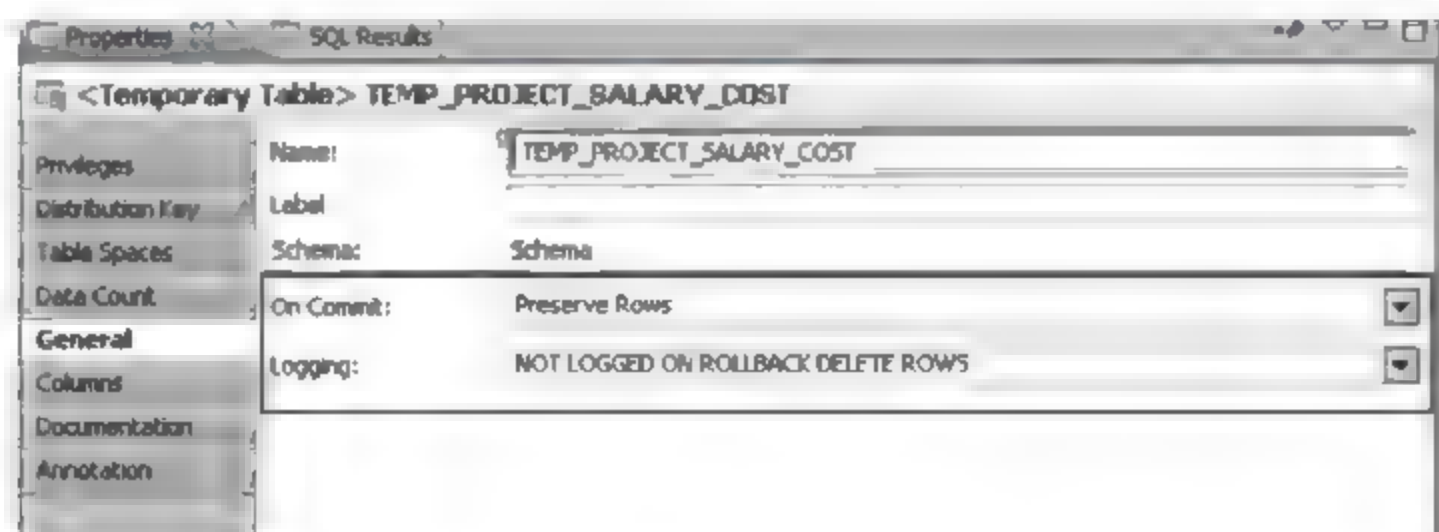 Properties SQL Results
<Temporary Table> TEMP_PROJECT_SALARY_COST
Privileges
Distribution Key
Table Spaces
Data Count
General
Columns
Documentation
Annotation
Name: TEMP_PROJECT_SALARY_COST
Label
Schema: Schema
On Commit: Preserve Rows
Logging: NOT LOGGED ON ROLLBACK DELETE ROWS